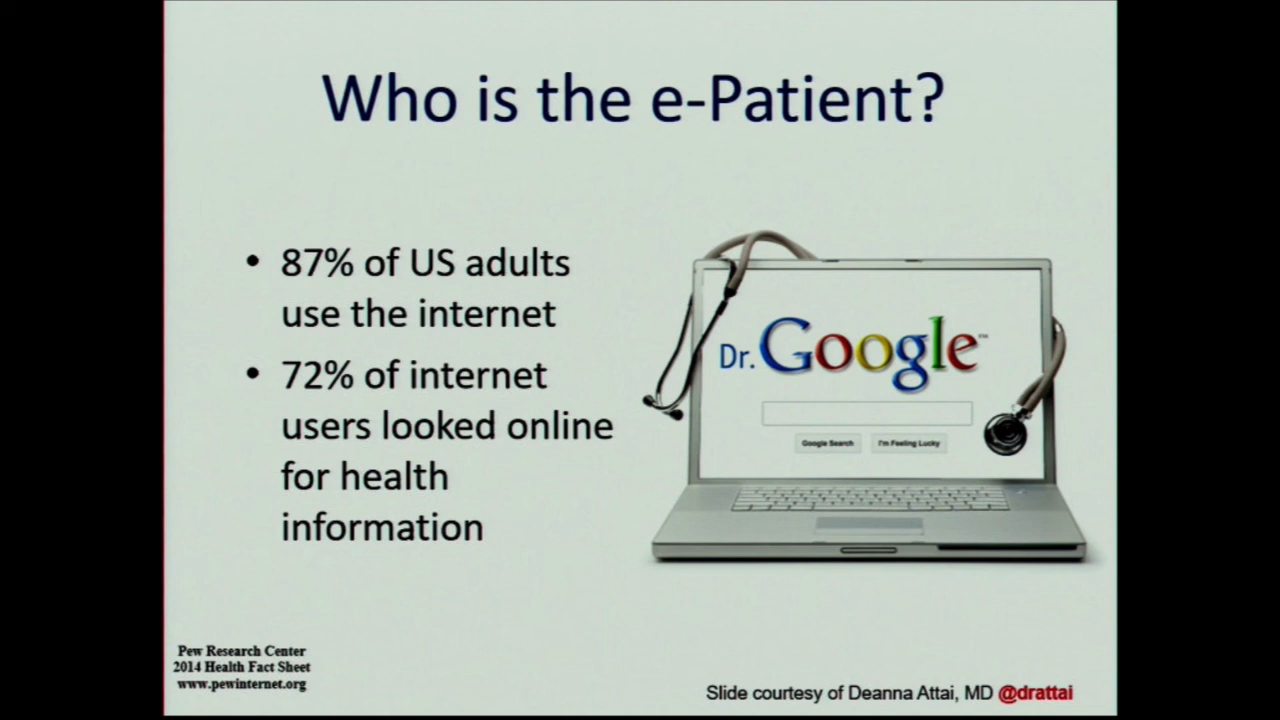 Who is the e-Patient?
• 87% of US adults
use the internet
• 72% of internet
users looked online
for health
information
Dr. Google™
Google Search I'm Feeling Lucky
Pew Research Center
2014 Health Fact Sheet
www.pewinternet.org
Slide courtesy of Deanna Attai, MD @drattai